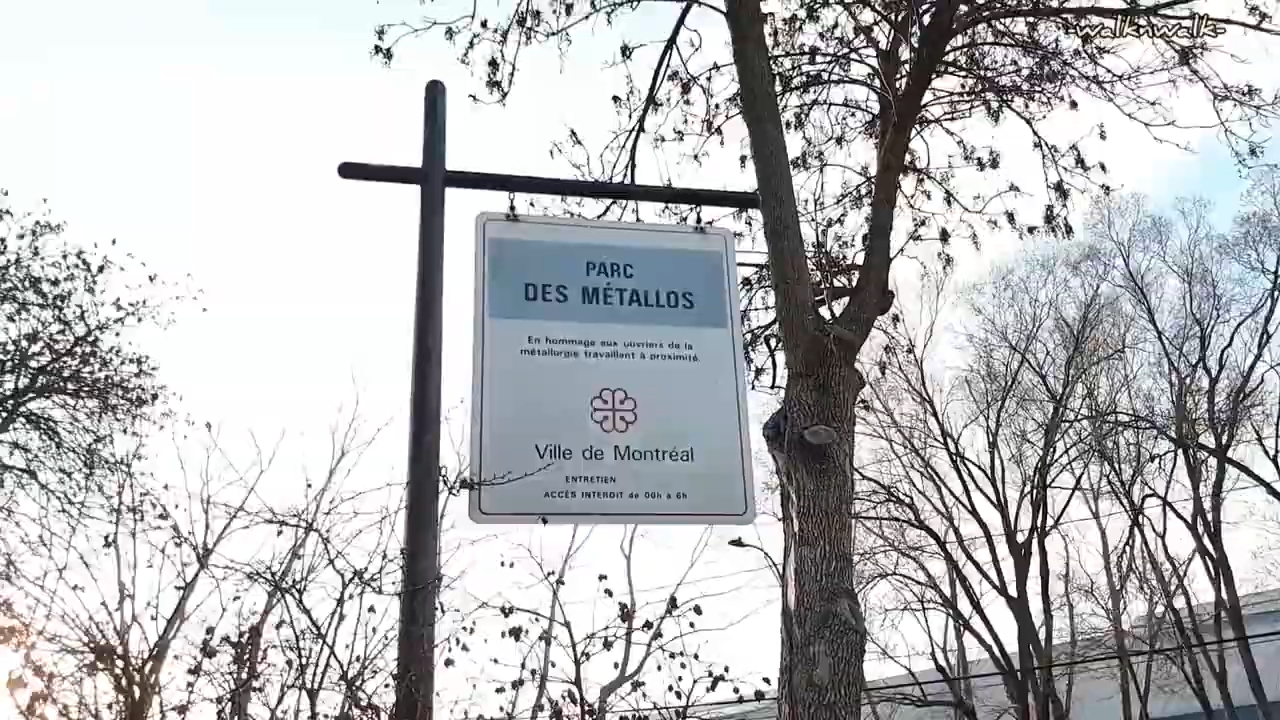 -walknwalk-
PARC
DES MÉTALLOS
En hommage aux ouvriers de la
métallurgie travaillant à proximité.
Ville de Montréal
ENTRETIEN
ACCÈS INTERDIT de 00h à 6h